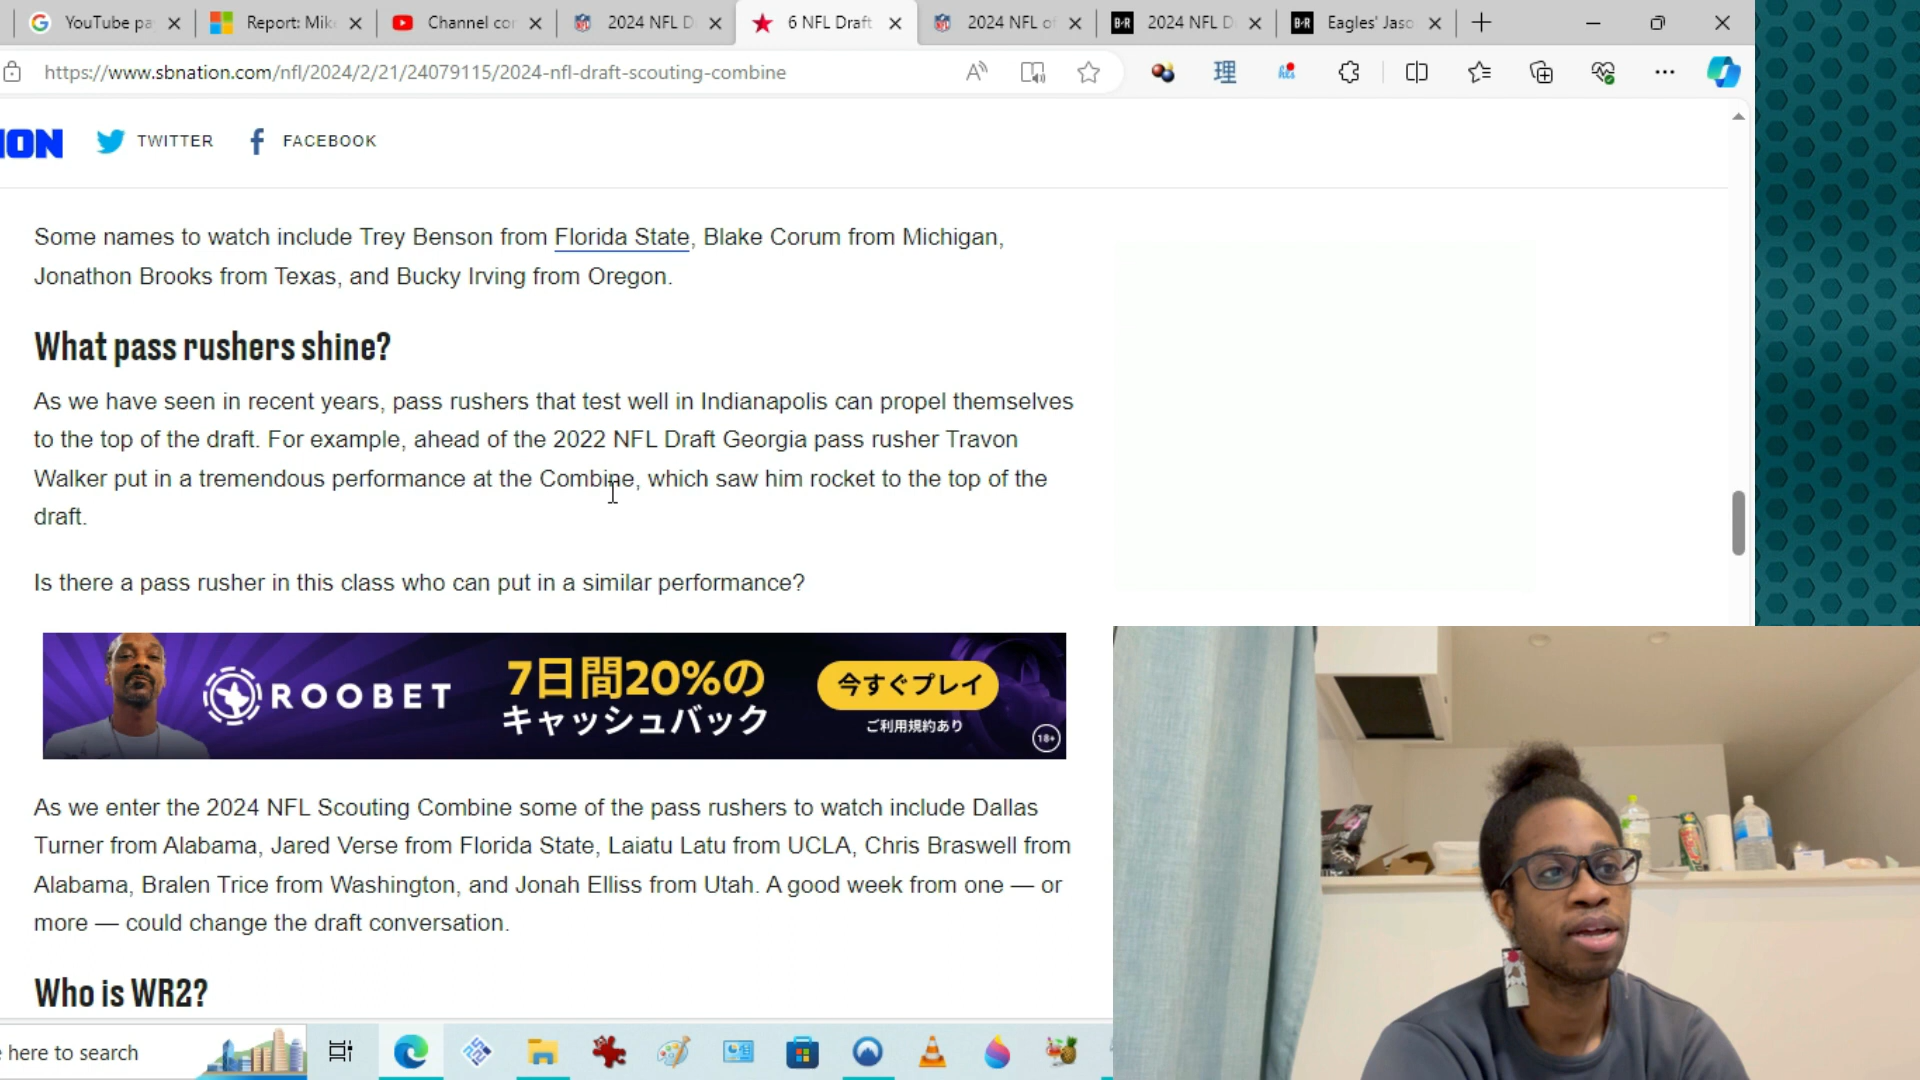 YouTube pa
Report: Mik
Channel co
2024 NFL D
6 NFL Draft
2024 NFL of
2024 NFL D
Eagles' Jaso
https://www.sbnation.com/nfl/2024/2/21/24079115/2024-nfl-draft-scouting-combine
ION TWITTER FACEBOOK
Some names to watch include Trey Benson from Florida State, Blake Corum from Michigan,
Jonathon Brooks from Texas, and Bucky Irving from Oregon.
What pass rushers shine?
As we have seen in recent years, pass rushers that test well in Indianapolis can propel themselves
to the top of the draft. For example, ahead of the 2022 NFL Draft Georgia pass rusher Travon
Walker put in a tremendous performance at the Combine, which saw him rocket to the top of the
draft.
Is there a pass rusher in this class who can put in a similar performance?
ROOBET
7日間20%の
キャッシュバック
今すぐプレイ
ご利用規約あり
18+
As we enter the 2024 NFL Scouting Combine some of the pass rushers to watch include Dallas
Turner from Alabama, Jared Verse from Florida State, Laiatu Latu from UCLA, Chris Braswell from
Alabama, Bralen Trice from Washington, and Jonah Elliss from Utah. A good week from one — or
more — could change the draft conversation.
Who is WR2?
here to search